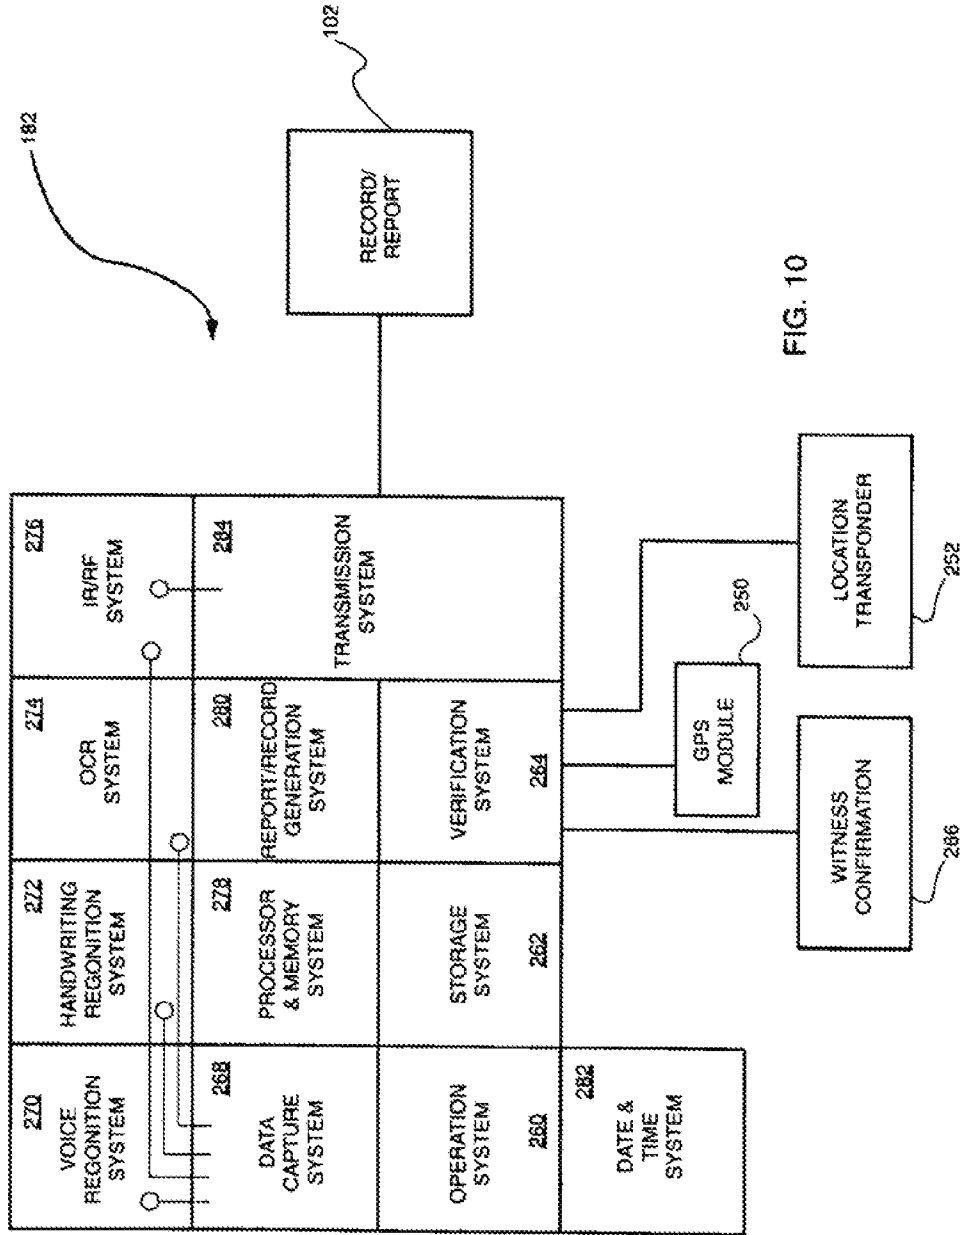 270
VOICE
REGONITION
SYSTEM
272
HANDWRITING
REGONITION
SYSTEM
274
OCR
SYSTEM
276
IR/RF
SYSTEM
182
268
DATA
CAPTURE
SYSTEM
278
PROCESSOR
& MEMORY
SYSTEM
280
REPORT/RECORD
GENERATION
SYSTEM
284
TRANSMISSION
SYSTEM
RECORD/
REPORT
102
OPERATION
SYSTEM
260
STORAGE
SYSTEM
262
VERIFICATION
SYSTEM
264
282
DATE &
TIME
SYSTEM
GPS
MODULE
250
WITNESS
CONFIRMATION
286
LOCATION
TRANSPONDER
252
FIG. 10